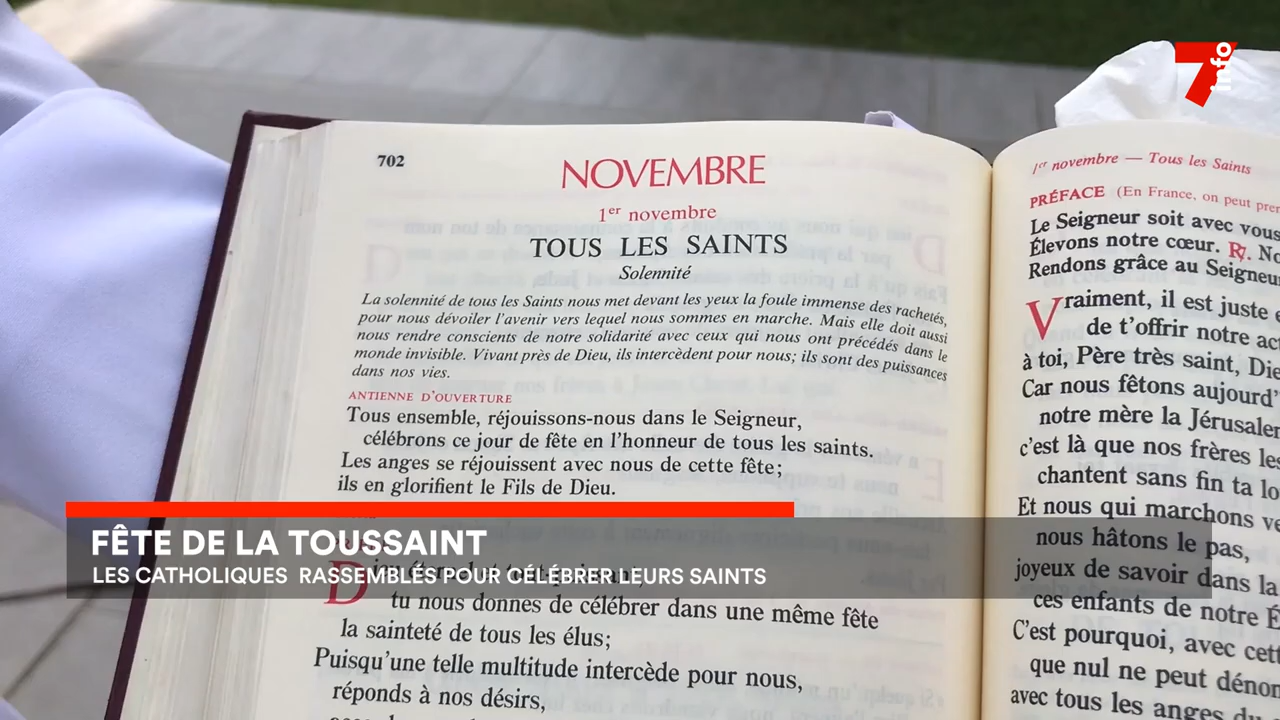 7
info
702
NOVEMBRE
1er novembre
TOUS LES SAINTS
Solennité
La solennité de tous les Saints nous met devant les yeux la foule immense des rachetés,
pour nous dévoiler l'avenir vers lequel nous sommes en marche. Mais elle doit aussi
nous rendre conscients de notre solidarité avec ceux qui nous ont précédés dans le
monde invisible. Vivant près de Dieu, ils intercèdent pour nous; ils sont des puissances
dans nos vies.
ANTIENNE D'OUVERTURE
Tous ensemble, réjouissons-nous dans le Seigneur,
célébrons ce jour de fête en l'honneur de tous les saints.
Les anges se réjouissent avec nous de cette fête;
ils en glorifient le Fils de Dieu.
tu nous donnes de célébrer dans une même fête
la sainteté de tous les élus;
Puisqu'une telle multitude intercède pour nous,
réponds à nos désirs,
1er novembre — Tous les Saints
PRÉFACE (En France, on peut
Le Seigneur soit avec vous
Élevons notre cœur. ℟.
Rendons grâce au
Vraiment, il est juste
de t'offrir notre
à toi, Père très saint,
Car nous fêtons
notre mère la
c'est là que nos frères
chantent sans fin ta
Et nous qui marchons
nous hâtons le pas,
joyeux de savoir dans la
ces enfants de notre
C'est pourquoi, avec
que nul ne peut
avec tous les anges du
FÊTE DE LA TOUSSAINT
LES CATHOLIQUES RASSEMBLÉS POUR CÉLÉBRER LEURS SAINTS